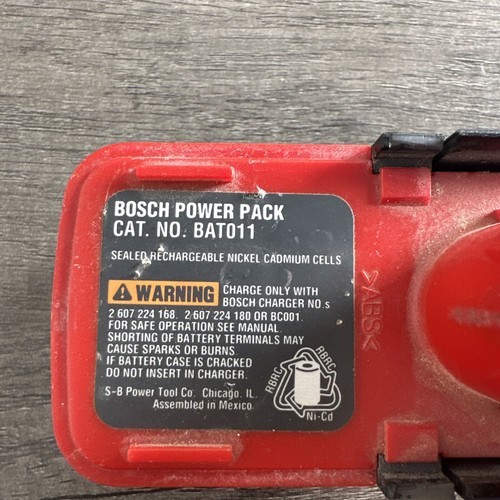 BOSCH POWER PACK
CAT. NO. BAT011
SEALED RECHARGEABLE NICKEL CADMIUM CELLS
WARNING
CHARGE ONLY WITH
BOSCH CHARGER NO.s
2 607 224 168. 2 607 224 180 OR BC001.
FOR SAFE OPERATION SEE MANUAL.
SHORTING OF BATTERY TERMINALS MAY
CAUSE SPARKS OR BURNS.
IF BATTERY CASE IS CRACKED
DO NOT INSERT IN CHARGER.
S-B Power Tool Co. Chicago. IL.
Assembled in Mexico.
RBRC
RBRC
Ni-Cd
>ABS<